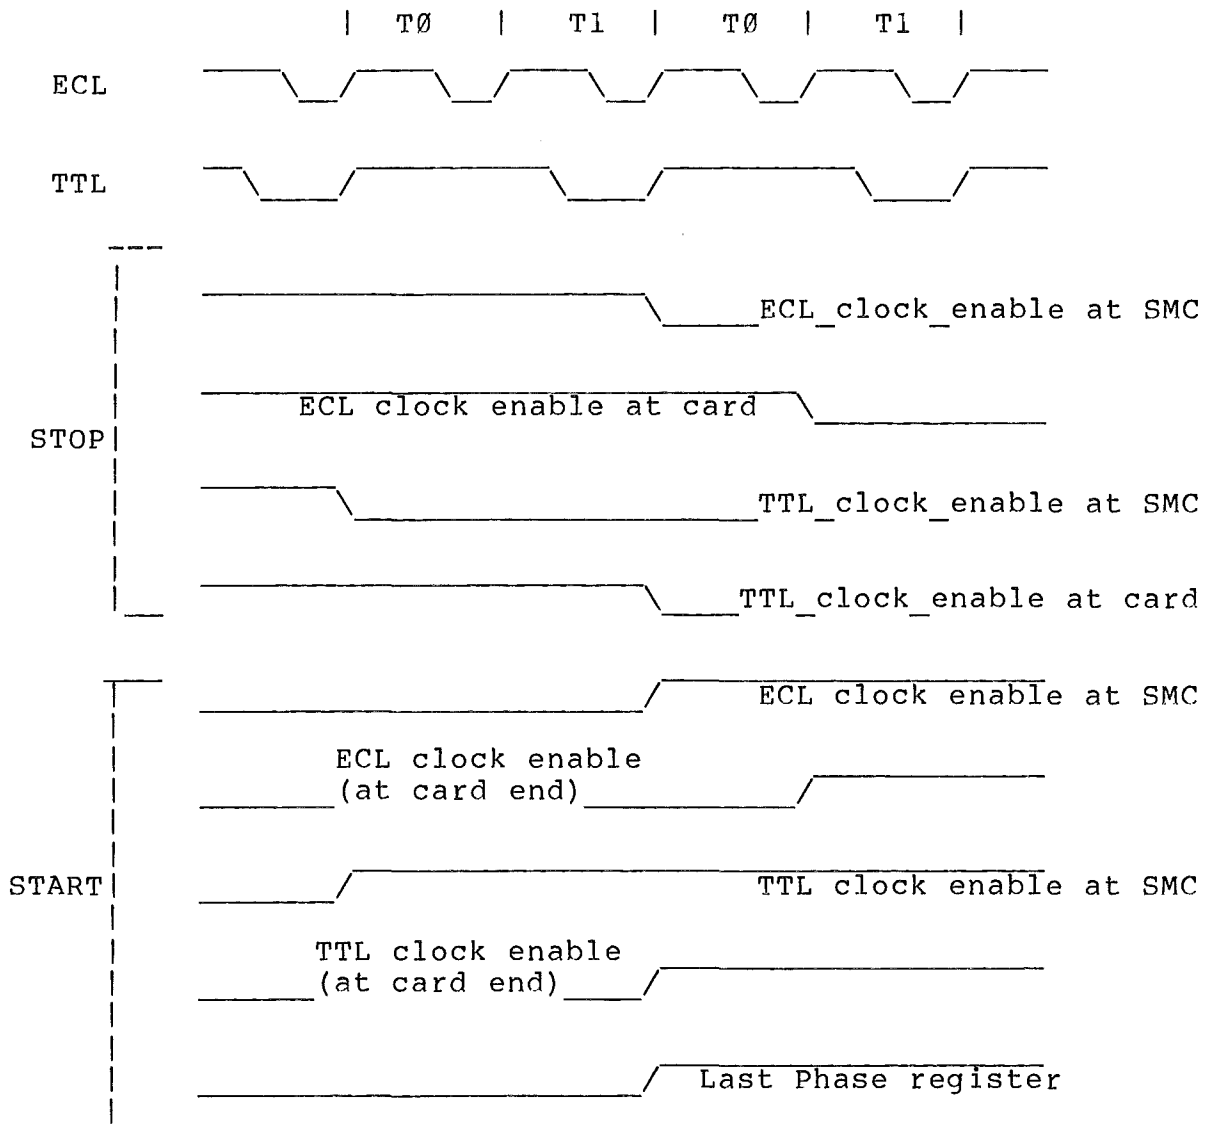 | TØ | T1 | TØ | T1 |
ECL
TTL
STOP
ECL_clock_enable at SMC
ECL clock enable at card
TTL_clock_enable at SMC
TTL_clock_enable at card
START
ECL clock enable at SMC
ECL clock enable
(at card end)
TTL clock enable at SMC
TTL clock enable
(at card end)
Last Phase register